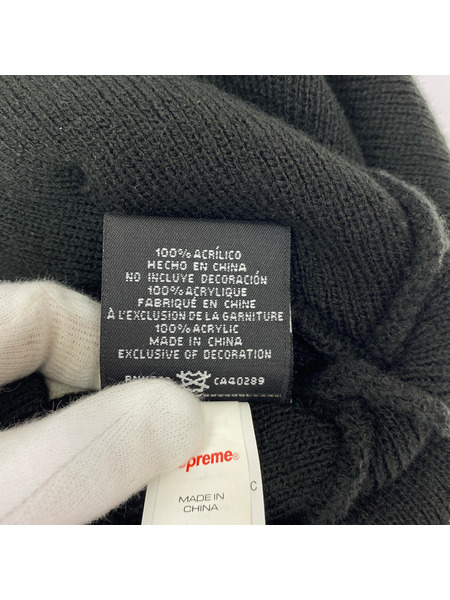 100% ACRÍLICO
HECHO EN CHINA
NO INCLUYE DECORACIÓN
100% ACRYLIQUE
FABRIQUÉ EN CHINE
À L'EXCLUSION DE LA GARNITURE
100% ACRYLIC
MADE IN CHINA
EXCLUSIVE OF DECORATION
CA40289
preme®
MADE IN
CHINA
C